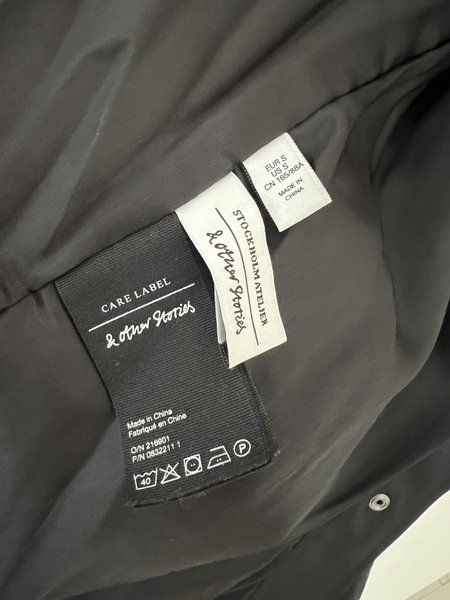 EUR S
US S
CN 165/88A
MADE IN
CHINA
STOCKHOLM ATELIER
& other Stories
CARE LABEL
& other Stories
Made in China
Fabriqué en Chine
O/N 216901
P/N 0832211 1
40
P